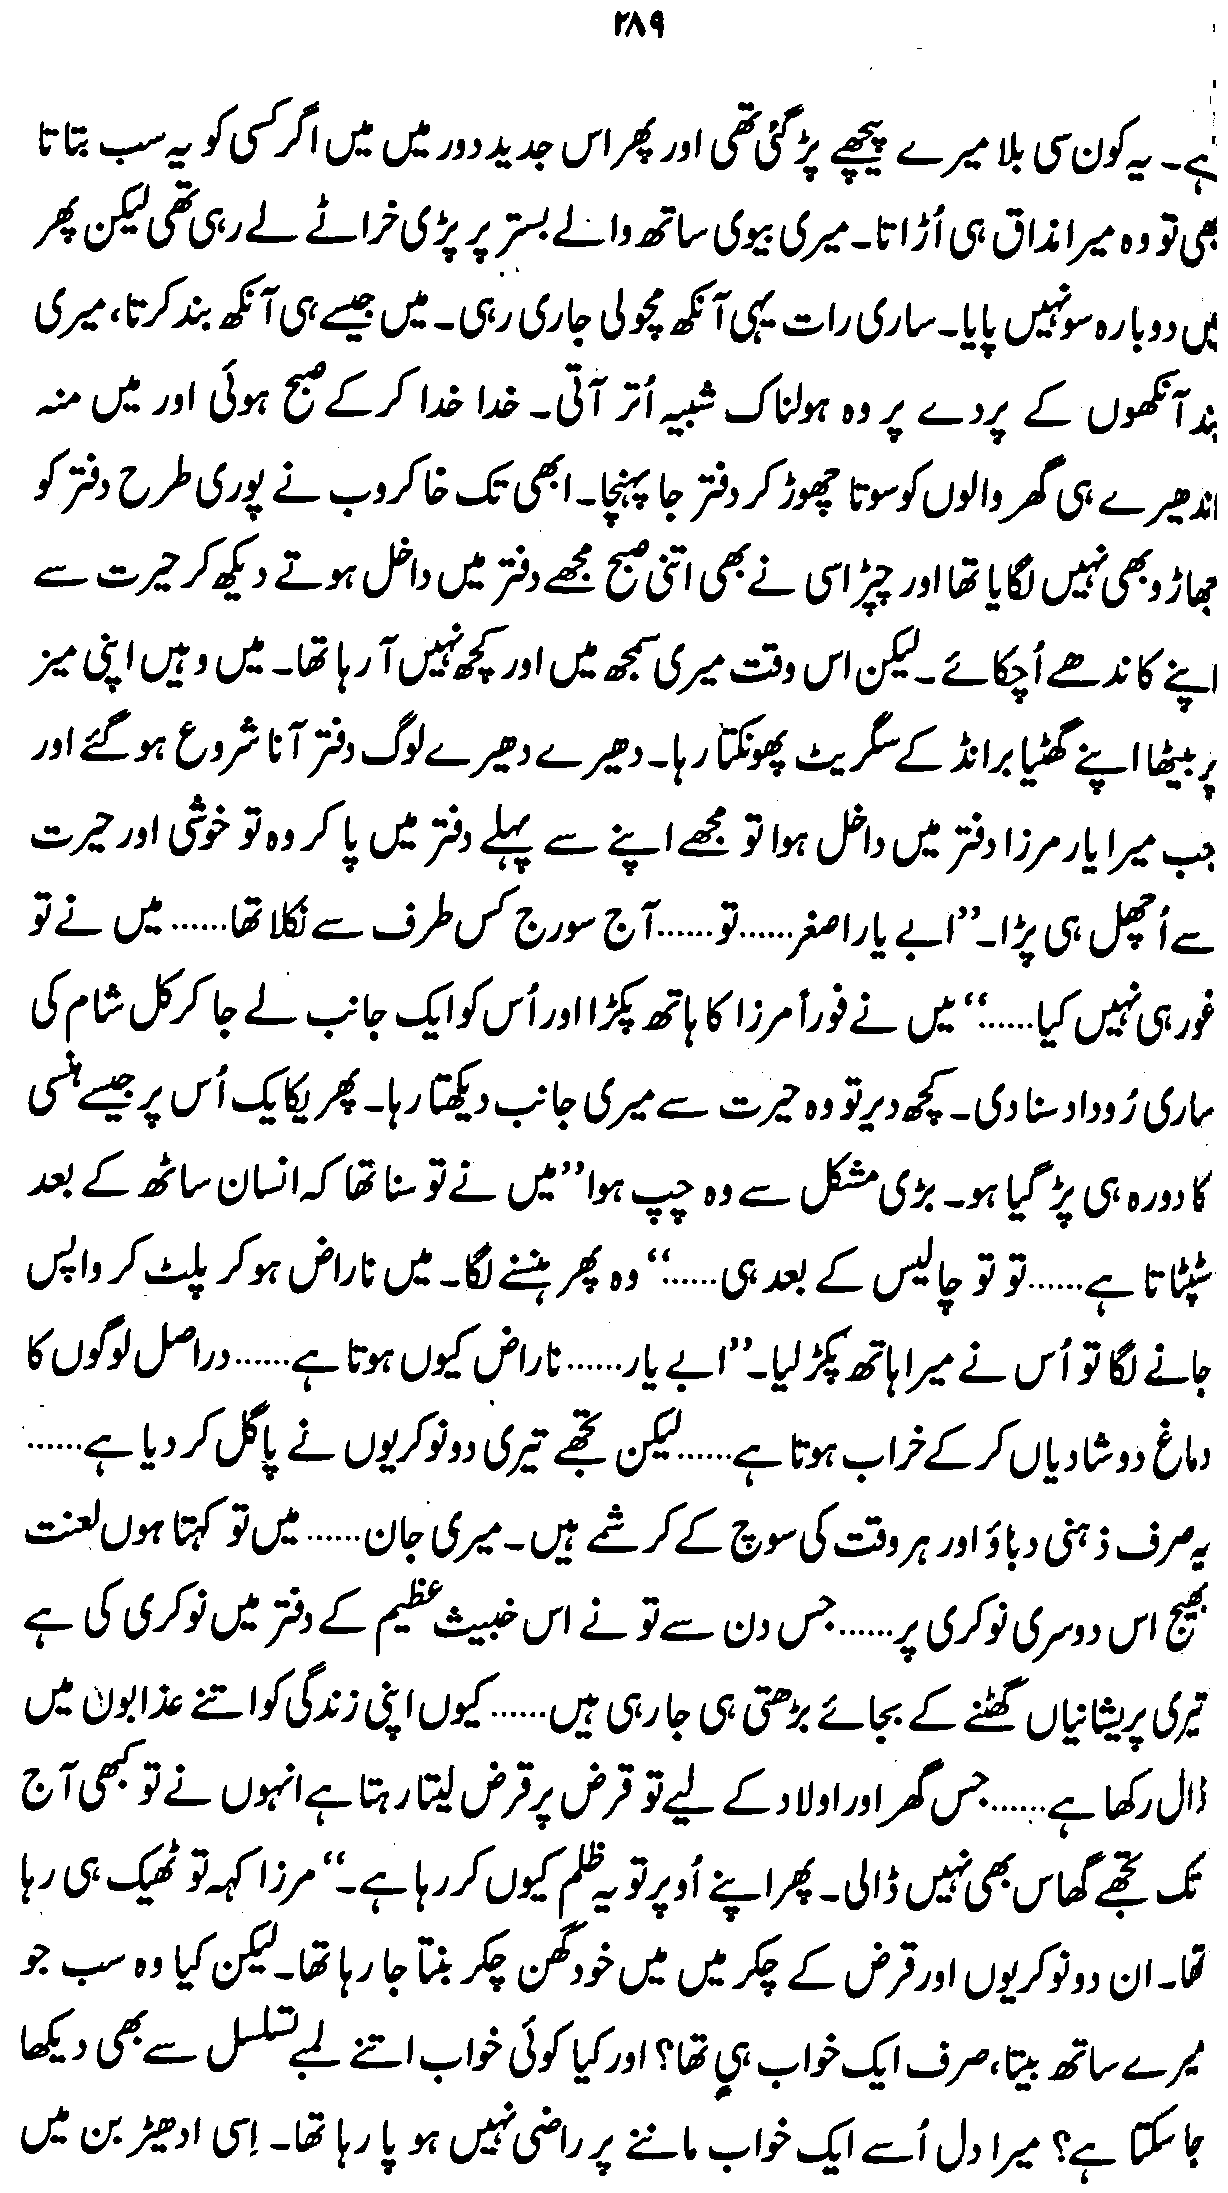 ۲۸۹
ہے۔ یہ کون سی بلا میرے پیچھے پڑ گئی تھی اور پھر اس جدید دور میں میں اگر کسی کو یہ سب بتاتا
بھی تو وہ میرا مذاق ہی اُڑاتا۔ میری بیوی ساتھ والے بستر پر پڑی خراٹے لے رہی تھی لیکن پھر
میں دوبارہ سو نہیں پایا۔ ساری رات یہی آنکھ مچولی جاری رہی۔ میں جیسے ہی آنکھ بند کرتا، میری
بند آنکھوں کے پردے پر وہ ہولناک شبیہ اُتر آتی۔ خدا خدا کر کے صبح ہوئی اور میں منہ
اندھیرے ہی گھر والوں کو سوتا چھوڑ کر دفتر جا پہنچا۔ ابھی تک خاکروب نے پوری طرح دفتر کو
جھاڑو بھی نہیں لگایا تھا اور چپڑاسی نے بھی اتنی صبح مجھے دفتر میں داخل ہوتے دیکھ کر حیرت سے
اپنے کاندھے اُچکائے۔ لیکن اس وقت میری سمجھ میں اور کچھ نہیں آ رہا تھا۔ میں وہیں اپنی میز
پر بیٹھا اپنے گھٹیا برانڈ کے سگریٹ پھونکتا رہا۔ دھیرے دھیرے لوگ دفتر آنا شروع ہو گئے اور
جب میرا یار مرزا دفتر میں داخل ہوا تو مجھے اپنے سے پہلے دفتر میں پا کر وہ تو خوشی اور حیرت
سے اُچھل ہی پڑا۔ ”ابے یار اصغر......تو......آج سورج کس طرف سے نکلا تھا...... میں نے تو
غور ہی نہیں کیا......“ میں نے فوراً مرزا کا ہاتھ پکڑا اور اُس کو ایک جانب لے جا کر کل شام کی
ساری رُوداد سنا دی۔ کچھ دیر تو وہ حیرت سے میری جانب دیکھتا رہا۔ پھر یکایک اُس پر جیسے ہنسی
کا دورہ ہی پڑ گیا ہو۔ بڑی مشکل سے وہ چپ ہوا ”میں نے تو سنا تھا کہ انسان ساٹھ کے بعد
سٹپٹاتا ہے......تو تو چالیس کے بعد ہی......“ وہ پھر ہنسنے لگا۔ میں ناراض ہو کر پلٹ کر واپس
جانے لگا تو اُس نے میرا ہاتھ پکڑ لیا۔ ”ابے یار...... ناراض کیوں ہوتا ہے......دراصل لوگوں کا
دماغ دو شادیاں کر کے خراب ہوتا ہے......لیکن تجھے تیری دو نوکریوں نے پاگل کر دیا ہے......
یہ صرف ذہنی دباؤ اور ہر وقت کی سوچ کے کرشمے ہیں۔ میری جان...... میں تو کہتا ہوں لعنت
بھیج اس دوسری نوکری پر......جس دن سے تو نے اس خبیث عظیم کے دفتر میں نوکری کی ہے
تیری پریشانیاں گھٹنے کے بجائے بڑھتی ہی جا رہی ہیں...... کیوں اپنی زندگی کو اتنے عذابوں میں
ڈال رکھا ہے......جس گھر اور اولاد کے لیے تو قرض پر قرض لیتا رہتا ہے انہوں نے تو کبھی آج
تک تجھے گھاس بھی نہیں ڈالی۔ پھر اپنے اُوپر تو یہ ظلم کیوں کر رہا ہے۔“ مرزا کہہ تو ٹھیک ہی رہا
تھا۔ ان دو نوکریوں اور قرض کے چکر میں میں خود گھن چکر بنتا جا رہا تھا۔ لیکن کیا وہ سب جو
میرے ساتھ بیتا، صرف ایک خواب ہی تھا؟ اور کیا کوئی خواب اتنے لمبے تسلسل سے بھی دیکھا
جا سکتا ہے؟ میرا دل اُسے ایک خواب ماننے پر راضی نہیں ہو پا رہا تھا۔ اِسی ادھیڑ بن میں